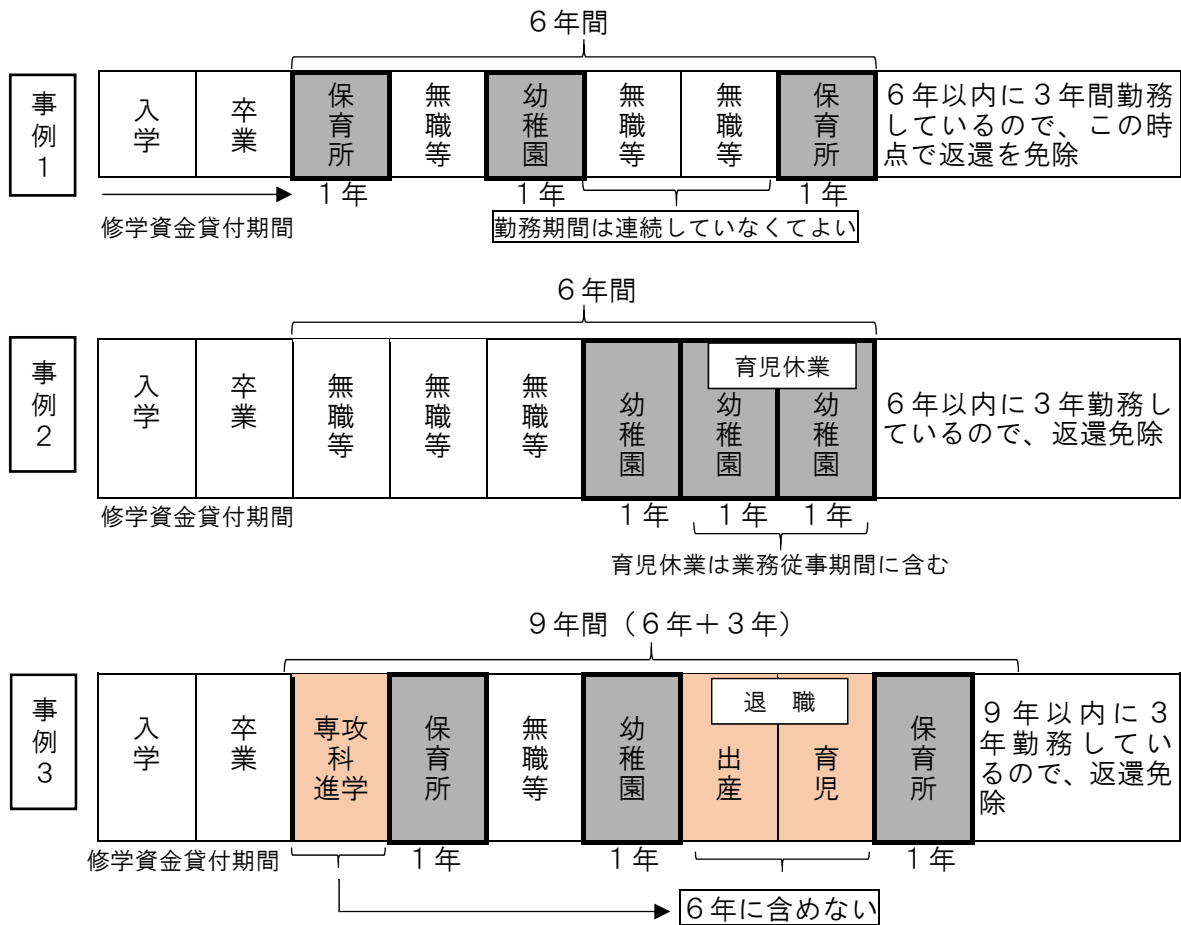 ６年間
事例１
入学
卒業
保育所
無職等
幼稚園
無職等
無職等
保育所
６年以内に３年間勤務
しているので、この時
点で返還を免除
１年
１年
１年
修学資金貸付期間
勤務期間は連続していなくてよい
６年間
事例２
入学
卒業
無職等
無職等
無職等
幼稚園
育児休業
幼稚園
幼稚園
６年以内に３年勤務し
ているので、返還免除
修学資金貸付期間
１年
１年
１年
育児休業は業務従事期間に含む
９年間（６年＋３年）
事例３
入学
卒業
専攻
科
進学
保育所
無職等
幼稚園
退　職
出産
育児
保育所
９年以内に３
年勤務してい
るので、返還免
除
修学資金貸付期間
１年
１年
１年
６年に含めない